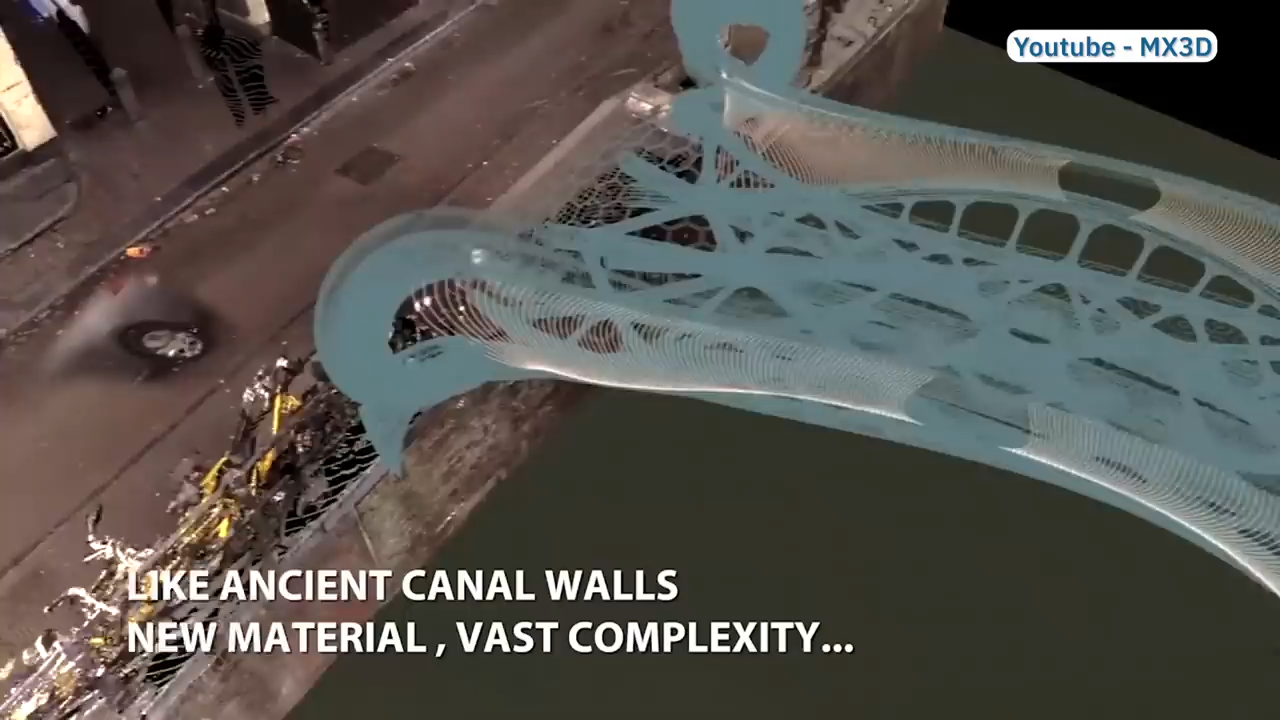 Youtube - MX3D
LIKE ANCIENT CANAL WALLS
NEW MATERIAL , VAST COMPLEXITY...